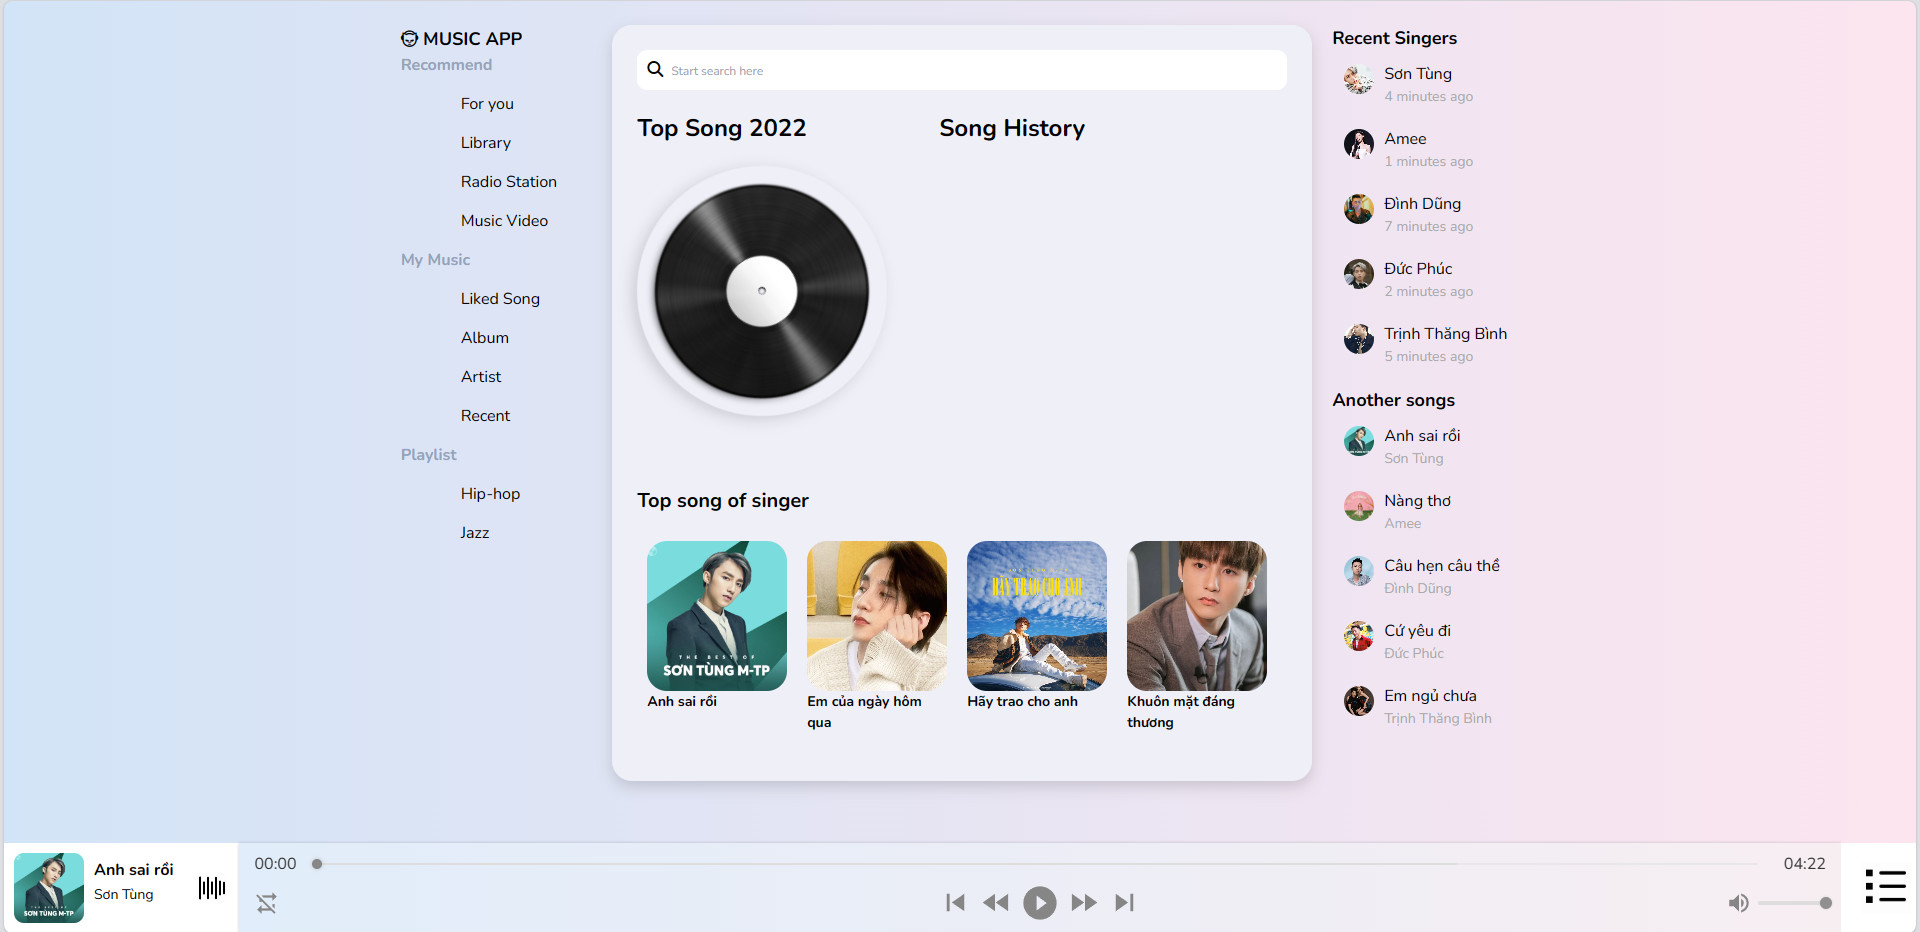 MUSIC APP
Recommend
For you
Library
Radio Station
Music Video
My Music
Liked Song
Album
Artist
Recent
Playlist
Hip-hop
Jazz
Start search here
Top Song 2022
Song History
Top song of singer
THE BEST OF
SƠN TÙNG M-TP
HÃY TRAO CHO ANH
Anh sai rồi
Em của ngày hôm
qua
Hãy trao cho anh
Khuôn mặt đáng
thương
Recent Singers
Sơn Tùng
4 minutes ago
Amee
1 minutes ago
Đình Dũng
7 minutes ago
Đức Phúc
2 minutes ago
Trịnh Thăng Bình
5 minutes ago
Another songs
Anh sai rồi
Sơn Tùng
Nàng thơ
Amee
Câu hẹn câu thề
Đình Dũng
Cứ yêu đi
Đức Phúc
Em ngủ chưa
Trịnh Thăng Bình
SƠN TÙNG M-TP
Anh sai rồi
Sơn Tùng
00:00
04:22